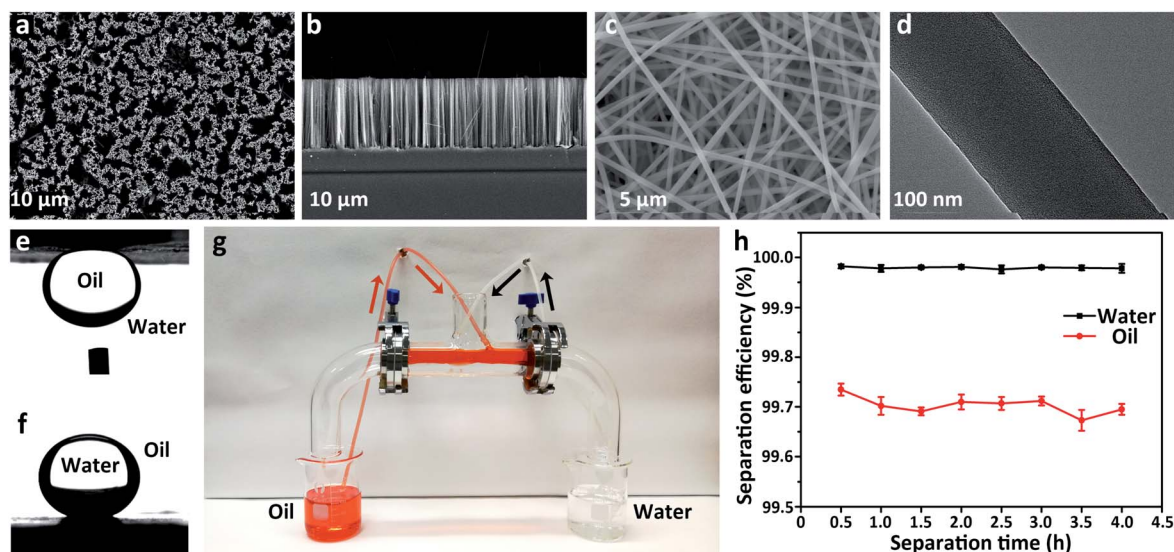 a
10 μm
b
10 μm
c
5 μm
d
100 nm
e
Oil
Water
f
Oil
Water
g
Oil
Water
h
Separation efficiency (%)
100.0
99.9
99.8
99.7
99.6
99.5
Water
Oil
0
0.5
1.0
1.5
2.0
2.5
3.0
3.5
4.0
4.5
Separation time (h)